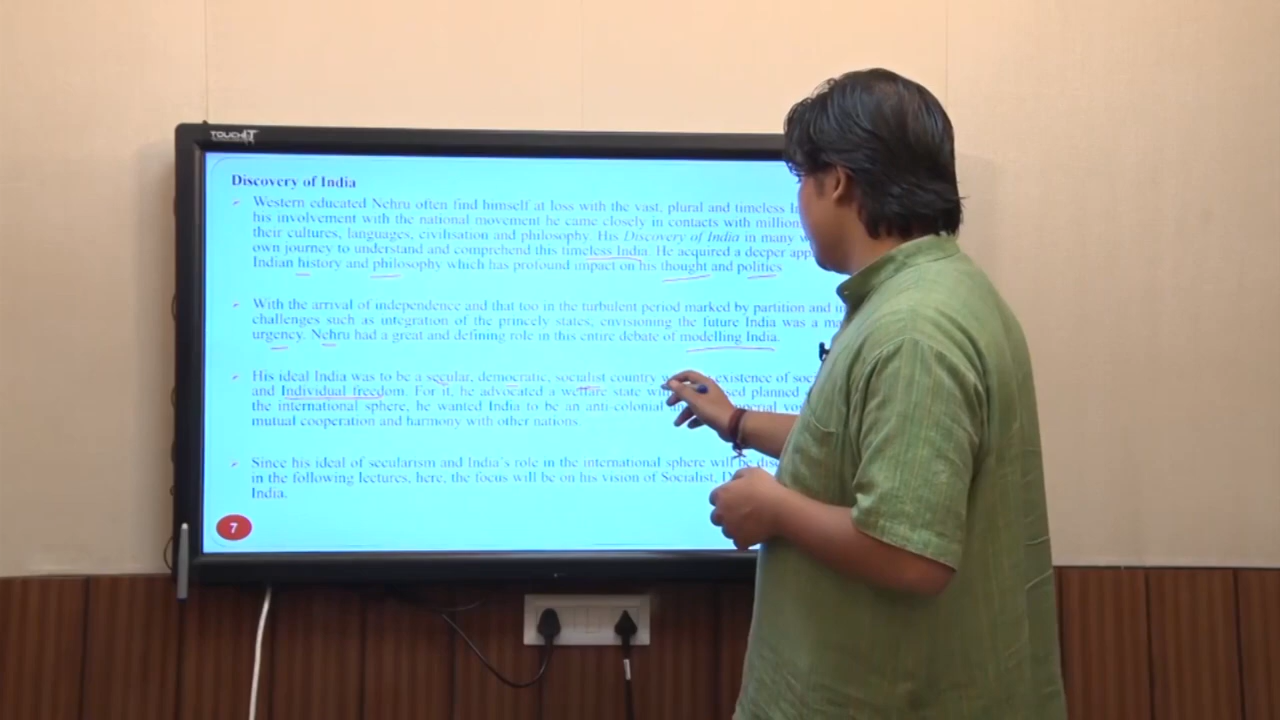 TOUCHIT
Discovery of India
Western educated Nehru often find himself at loss with the vast, plural and timeless
his involvement with the national movement he came closely in contacts with
their cultures, languages, civilisation and philosophy. His Discovery of India in many
own journey to understand and comprehend this timeless India. He acquired a deeper
Indian history and philosophy which has profound impact on his thought and politics
With the arrival of independence and that too in the turbulent period marked by partition and
challenges such as integration of the princely states, envisioning the future India was a
urgency. Nehru had a great and defining role in this entire debate of modelling India.
His ideal India was to be a secular, democratic, socialist country existence of
and Individual freedom. For it, he advocated a welfare state planned
the international sphere, he wanted India to be an anti-colonial
mutual cooperation and harmony with other nations.
Since his ideal of secularism and India's role in the international sphere will be
in the following lectures, here, the focus will be on his vision of Socialist,
India.
7